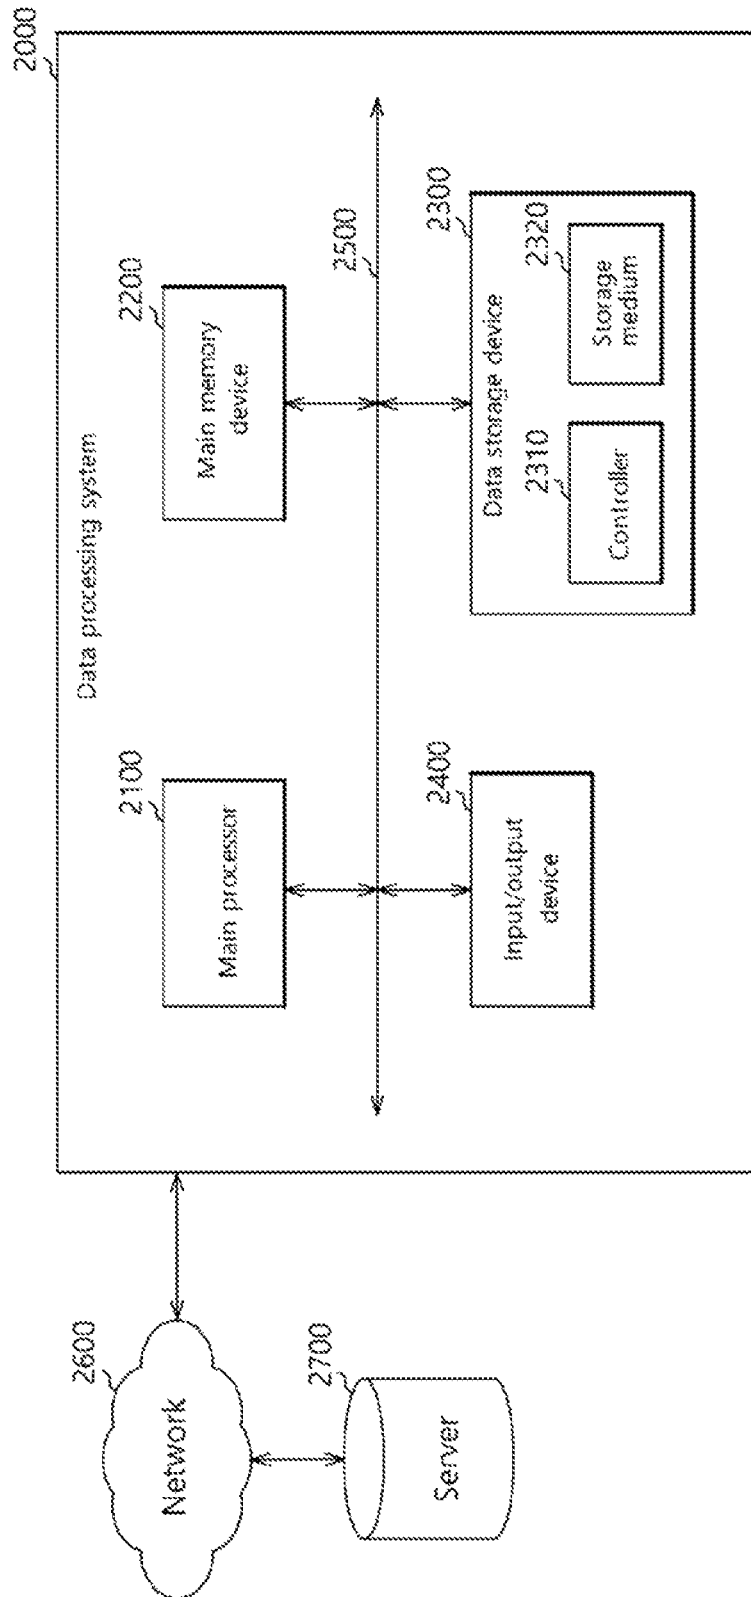 2000
Data processing system
2600
Network
2700
Server
2100
Main processor
2200
Main memory
device
2500
2400
Input/output
device
2300
Data storage device
2310
Controller
2320
Storage
medium